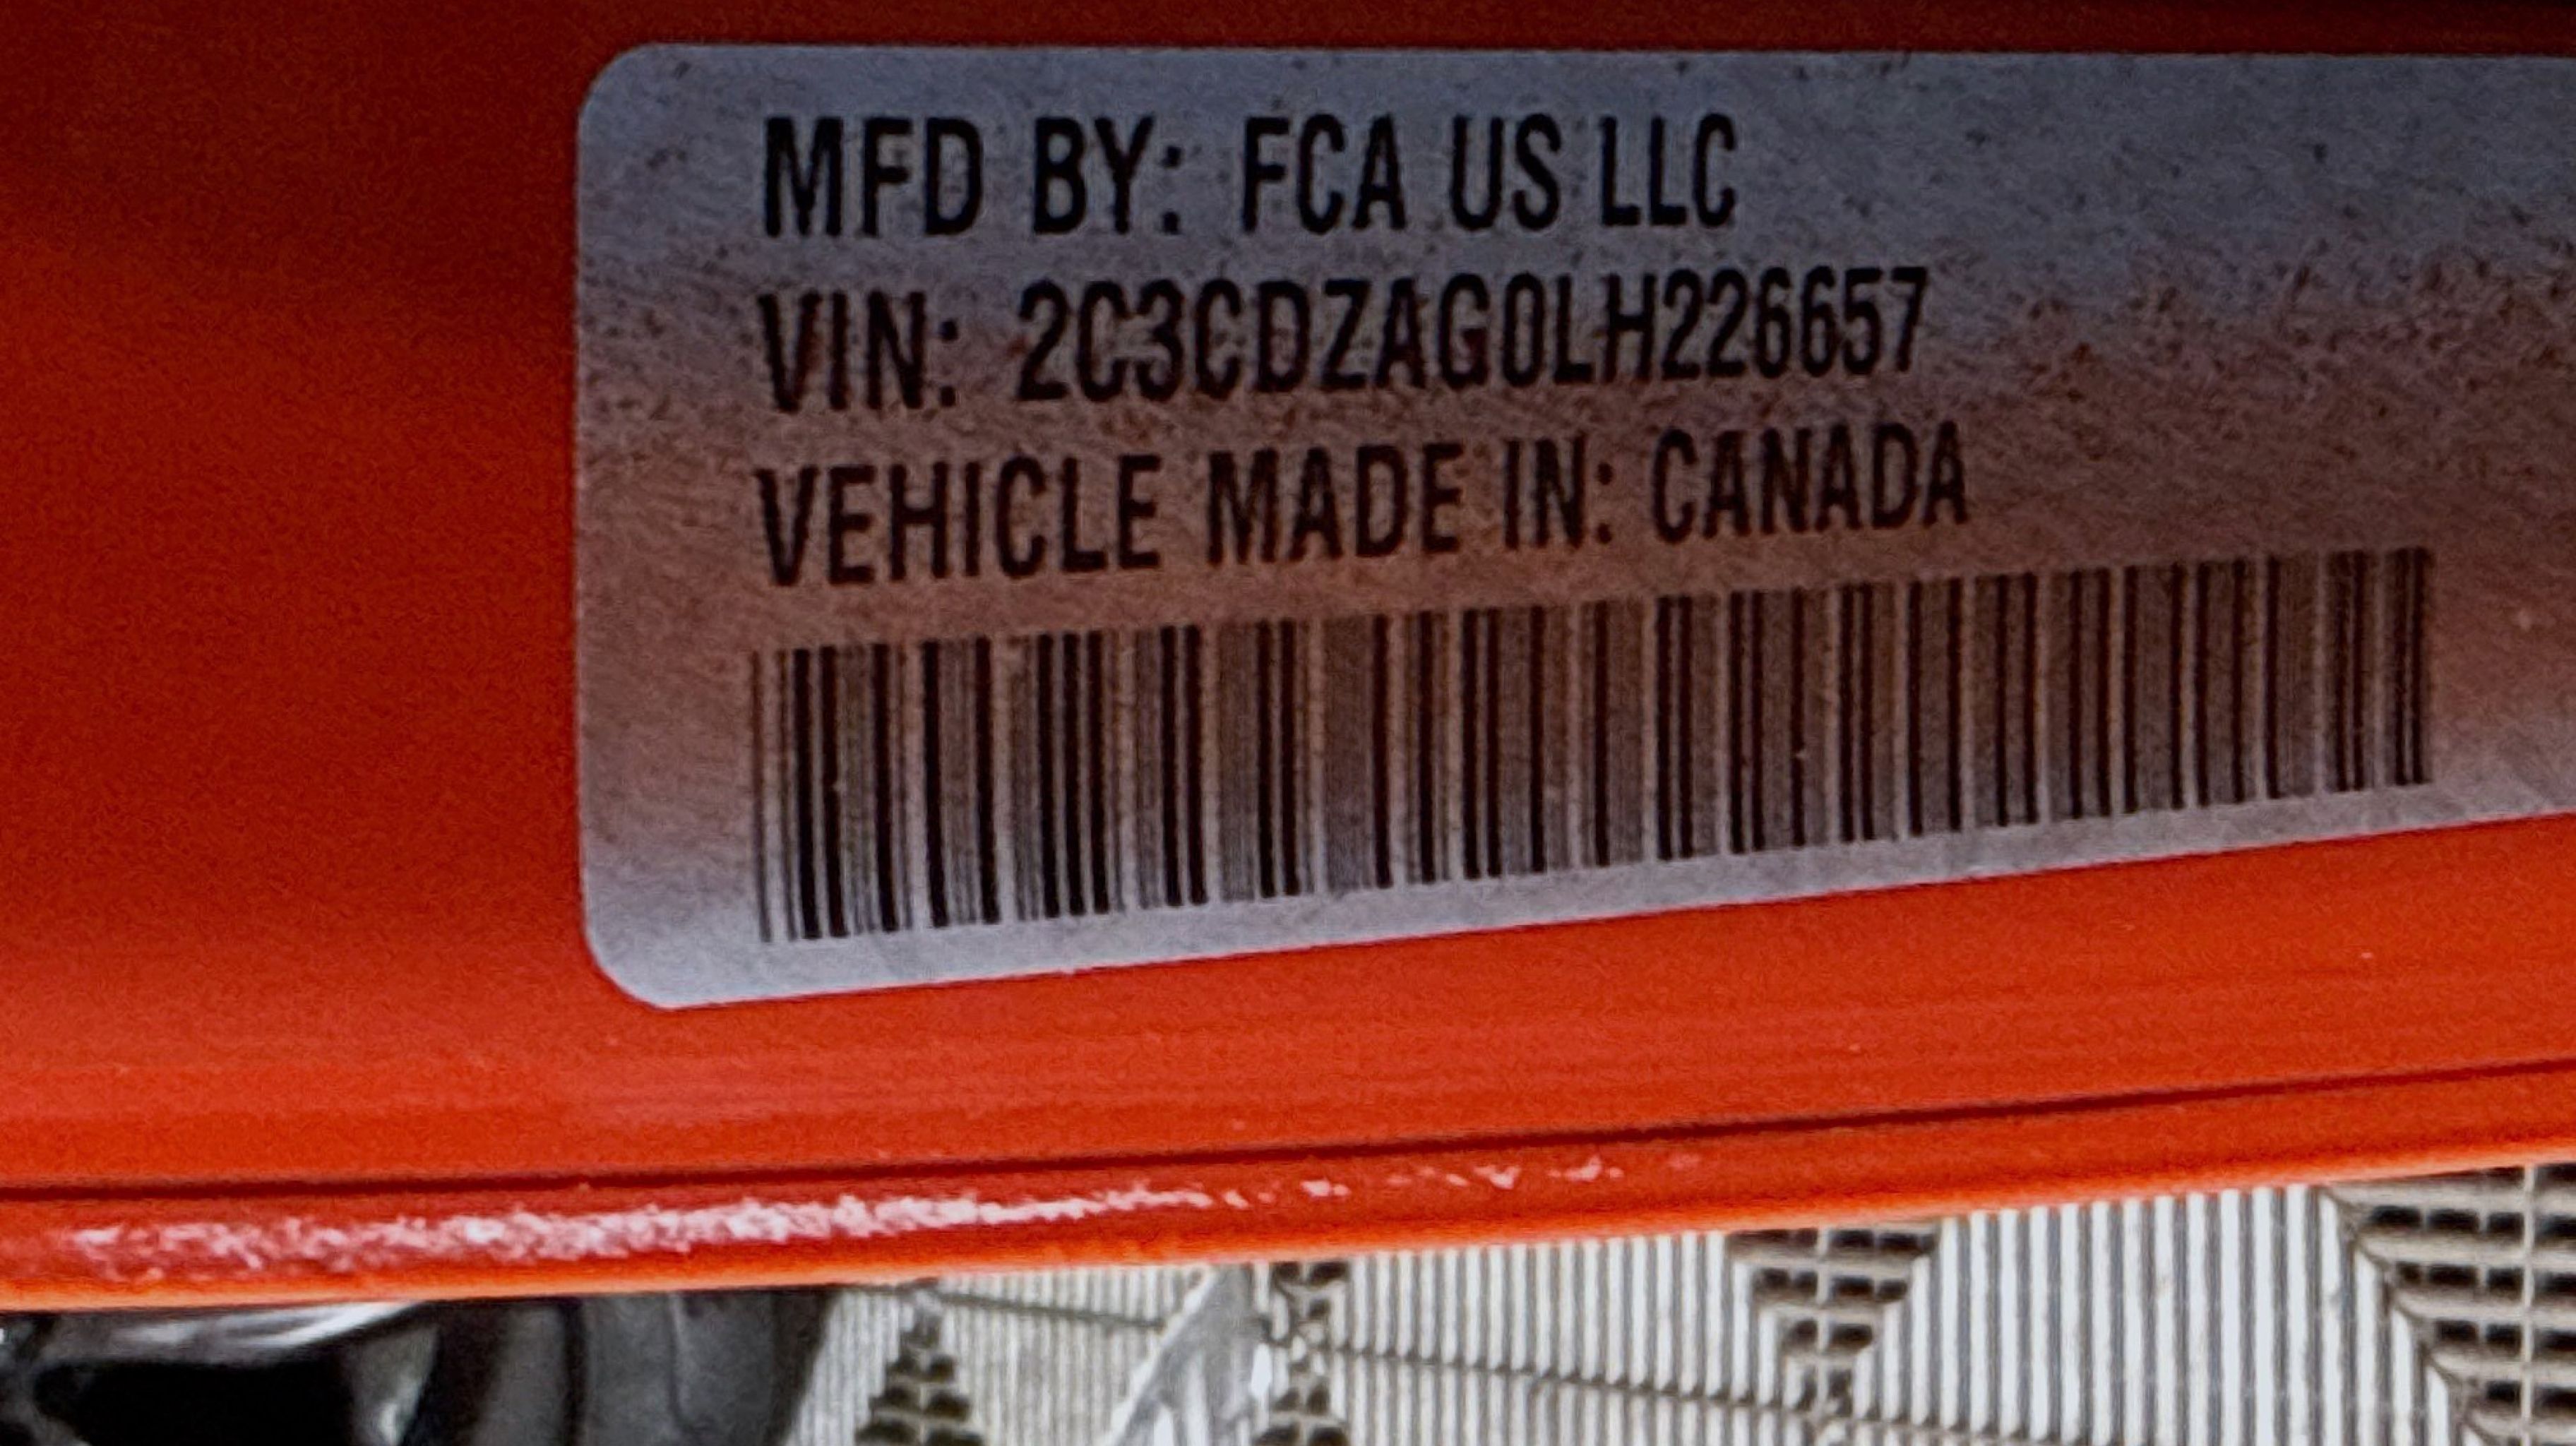 MFD BY: FCA US LLC
VIN: 2C3CDZAG0LH226657
VEHICLE MADE IN: CANADA